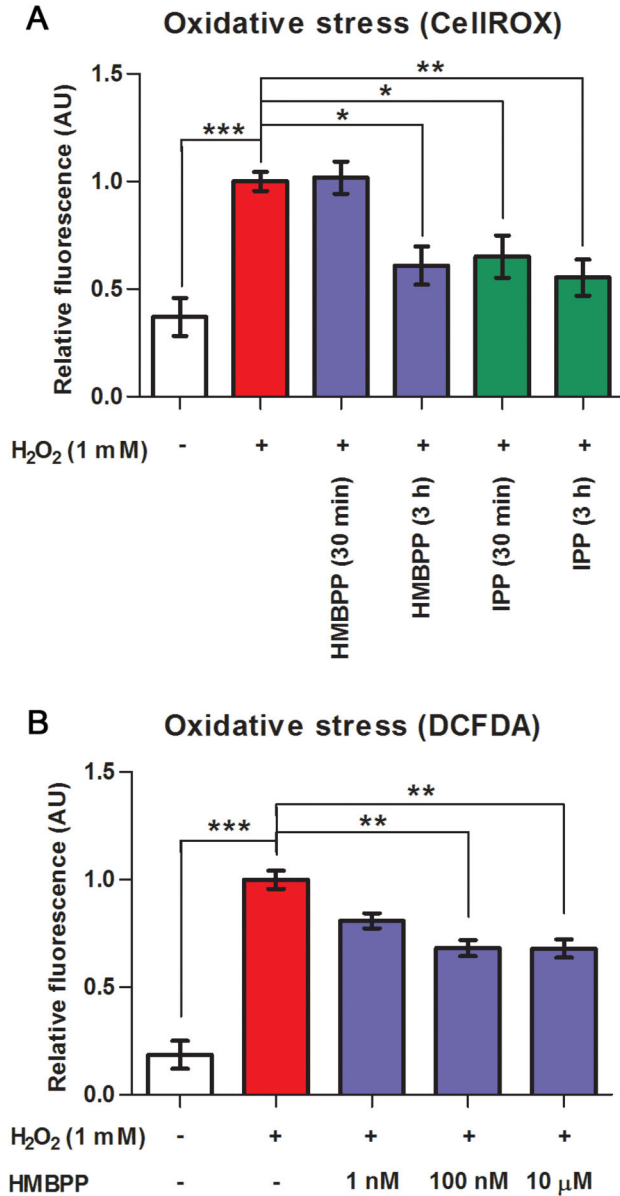 A
Oxidative stress (CellROX)
Relative fluorescence (AU)
1.5
1.0
0.5
0.0
***
*
*
**
H₂O₂ (1 mM) - + + + + +
HMBPP (30 min)
HMBPP (3 h)
IPP (30 min)
IPP (3 h)
B
Oxidative stress (DCFDA)
Relative fluorescence (AU)
1.5
1.0
0.5
0.0
***
**
**
H₂O₂ (1 mM) - + + + +
HMBPP - - 1 nM 100 nM 10 µM